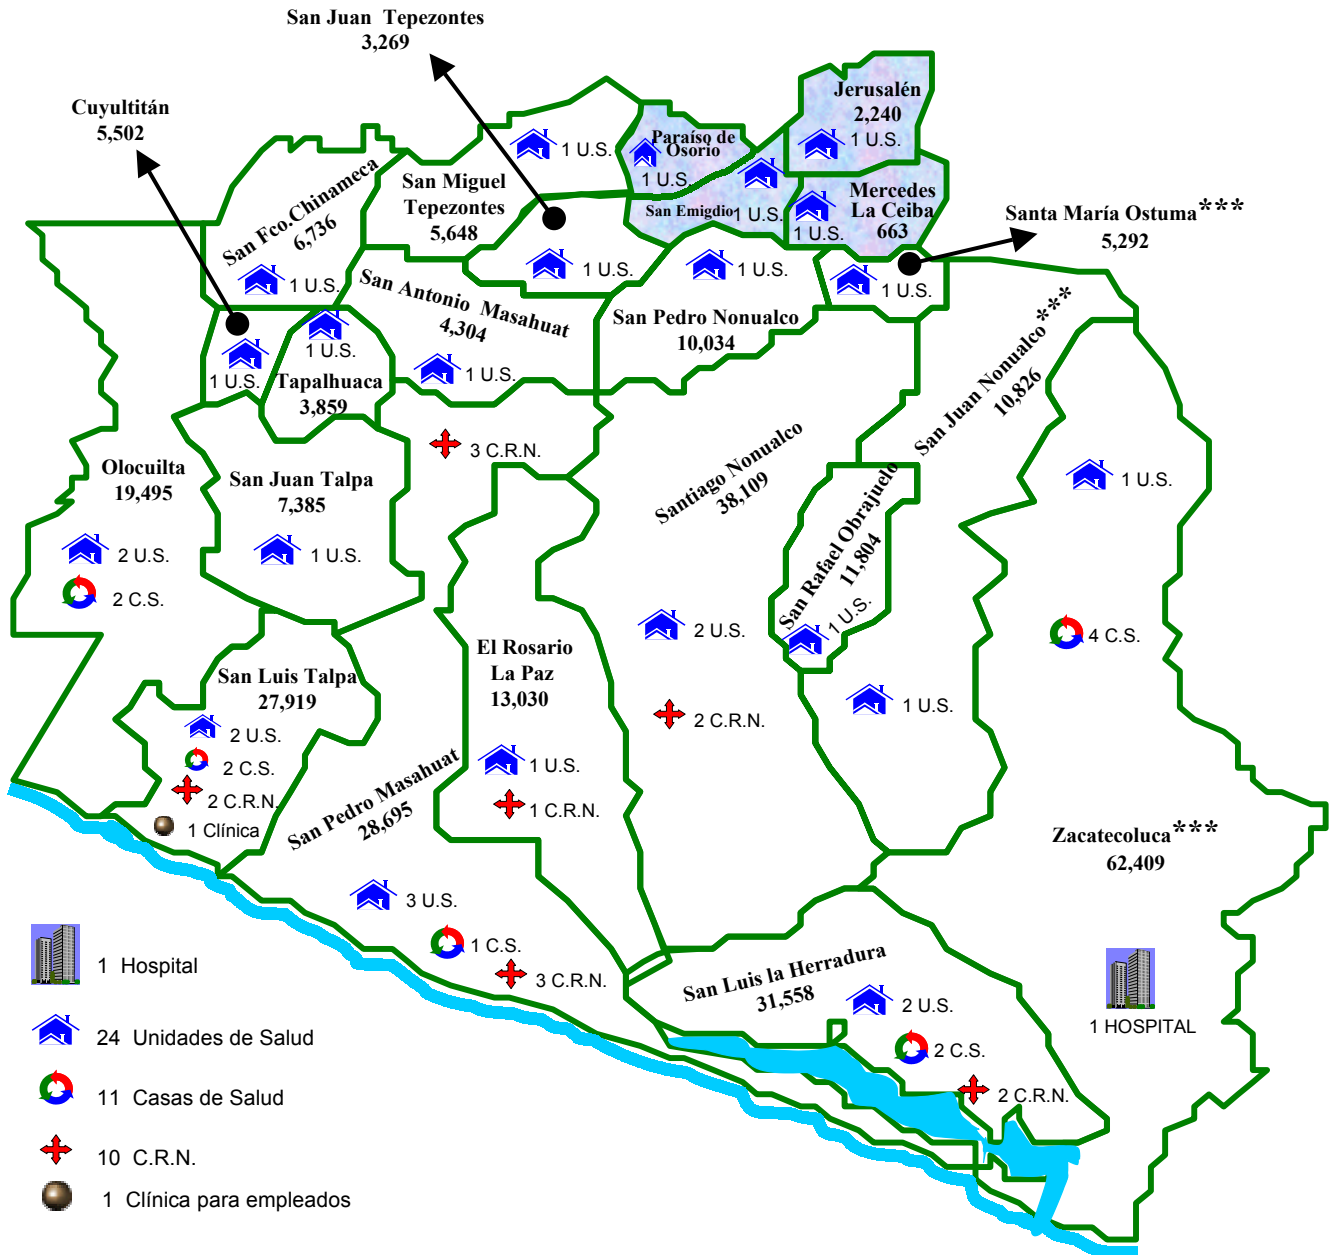 San Juan Tepezontes
3,269
Cuyultitán
5,502
Jerusalén
2,240
1 U.S.
1 U.S.
Paraíso de
Osorio
1 U.S.
San Miguel
Tepezontes
5,648
San Fco.Chinameca
6,736
1 U.S.
San Emigdio
1 U.S.
Mercedes
La Ceiba
663
1 U.S.
Santa María Ostuma***
5,292
1 U.S.
1 U.S.
1 U.S.
San Antonio Masahuat
4,304
1 U.S.
San Pedro Nonualco
10,034
San Juan Nonualco***
10,826
1 U.S.
1 U.S.
1 U.S.
Tapalhuaca
3,859
3 C.R.N.
Olocuilta
19,495
2 U.S.
2 C.S.
San Juan Talpa
7,385
1 U.S.
Santiago Nonualco
38,109
2 U.S.
2 C.R.N.
San Rafael Obrajuelo
11,804
1 U.S.
1 U.S.
4 C.S.
San Luis Talpa
27,919
2 U.S.
2 C.S.
2 C.R.N.
1 Clínica
El Rosario
La Paz
13,030
1 U.S.
1 C.R.N.
San Pedro Masahuat
28,695
3 U.S.
1 C.S.
3 C.R.N.
Zacatecoluca***
62,409
1 HOSPITAL
San Luis la Herradura
31,558
2 U.S.
2 C.S.
2 C.R.N.
1 Hospital
24 Unidades de Salud
11 Casas de Salud
10 C.R.N.
1 Clínica para empleados